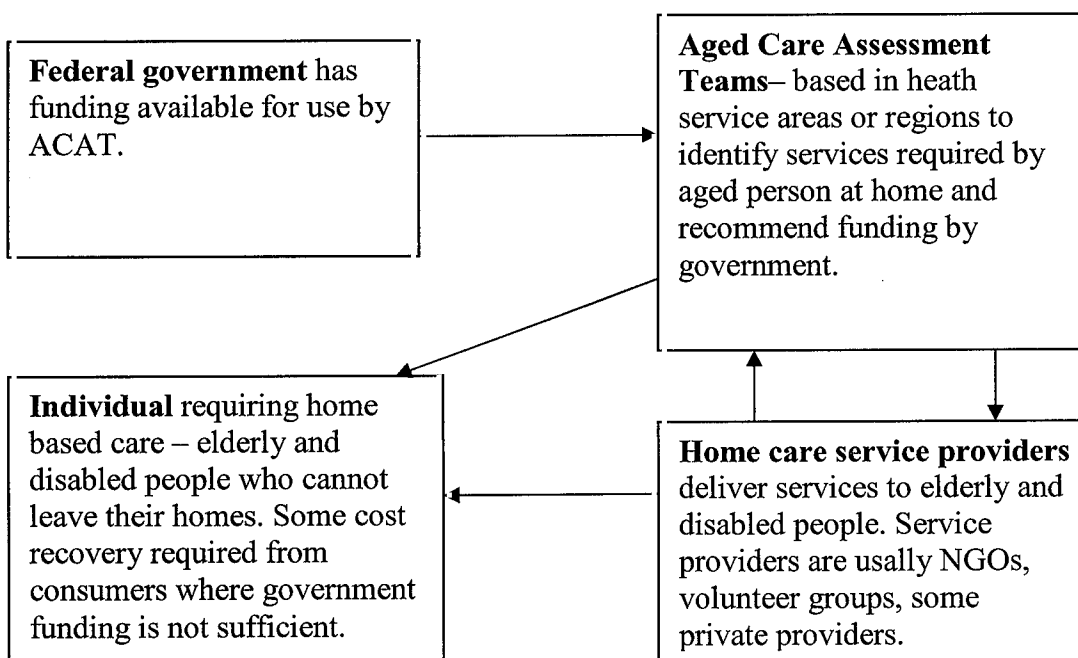 Federal government has
funding available for use by
ACAT.
Aged Care Assessment
Teams– based in heath
service areas or regions to
identify services required by
aged person at home and
recommend funding by
government.
Individual requiring home
based care – elderly and
disabled people who cannot
leave their homes. Some cost
recovery required from
consumers where government
funding is not sufficient.
Home care service providers
deliver services to elderly and
disabled people. Service
providers are usally NGOs,
volunteer groups, some
private providers.